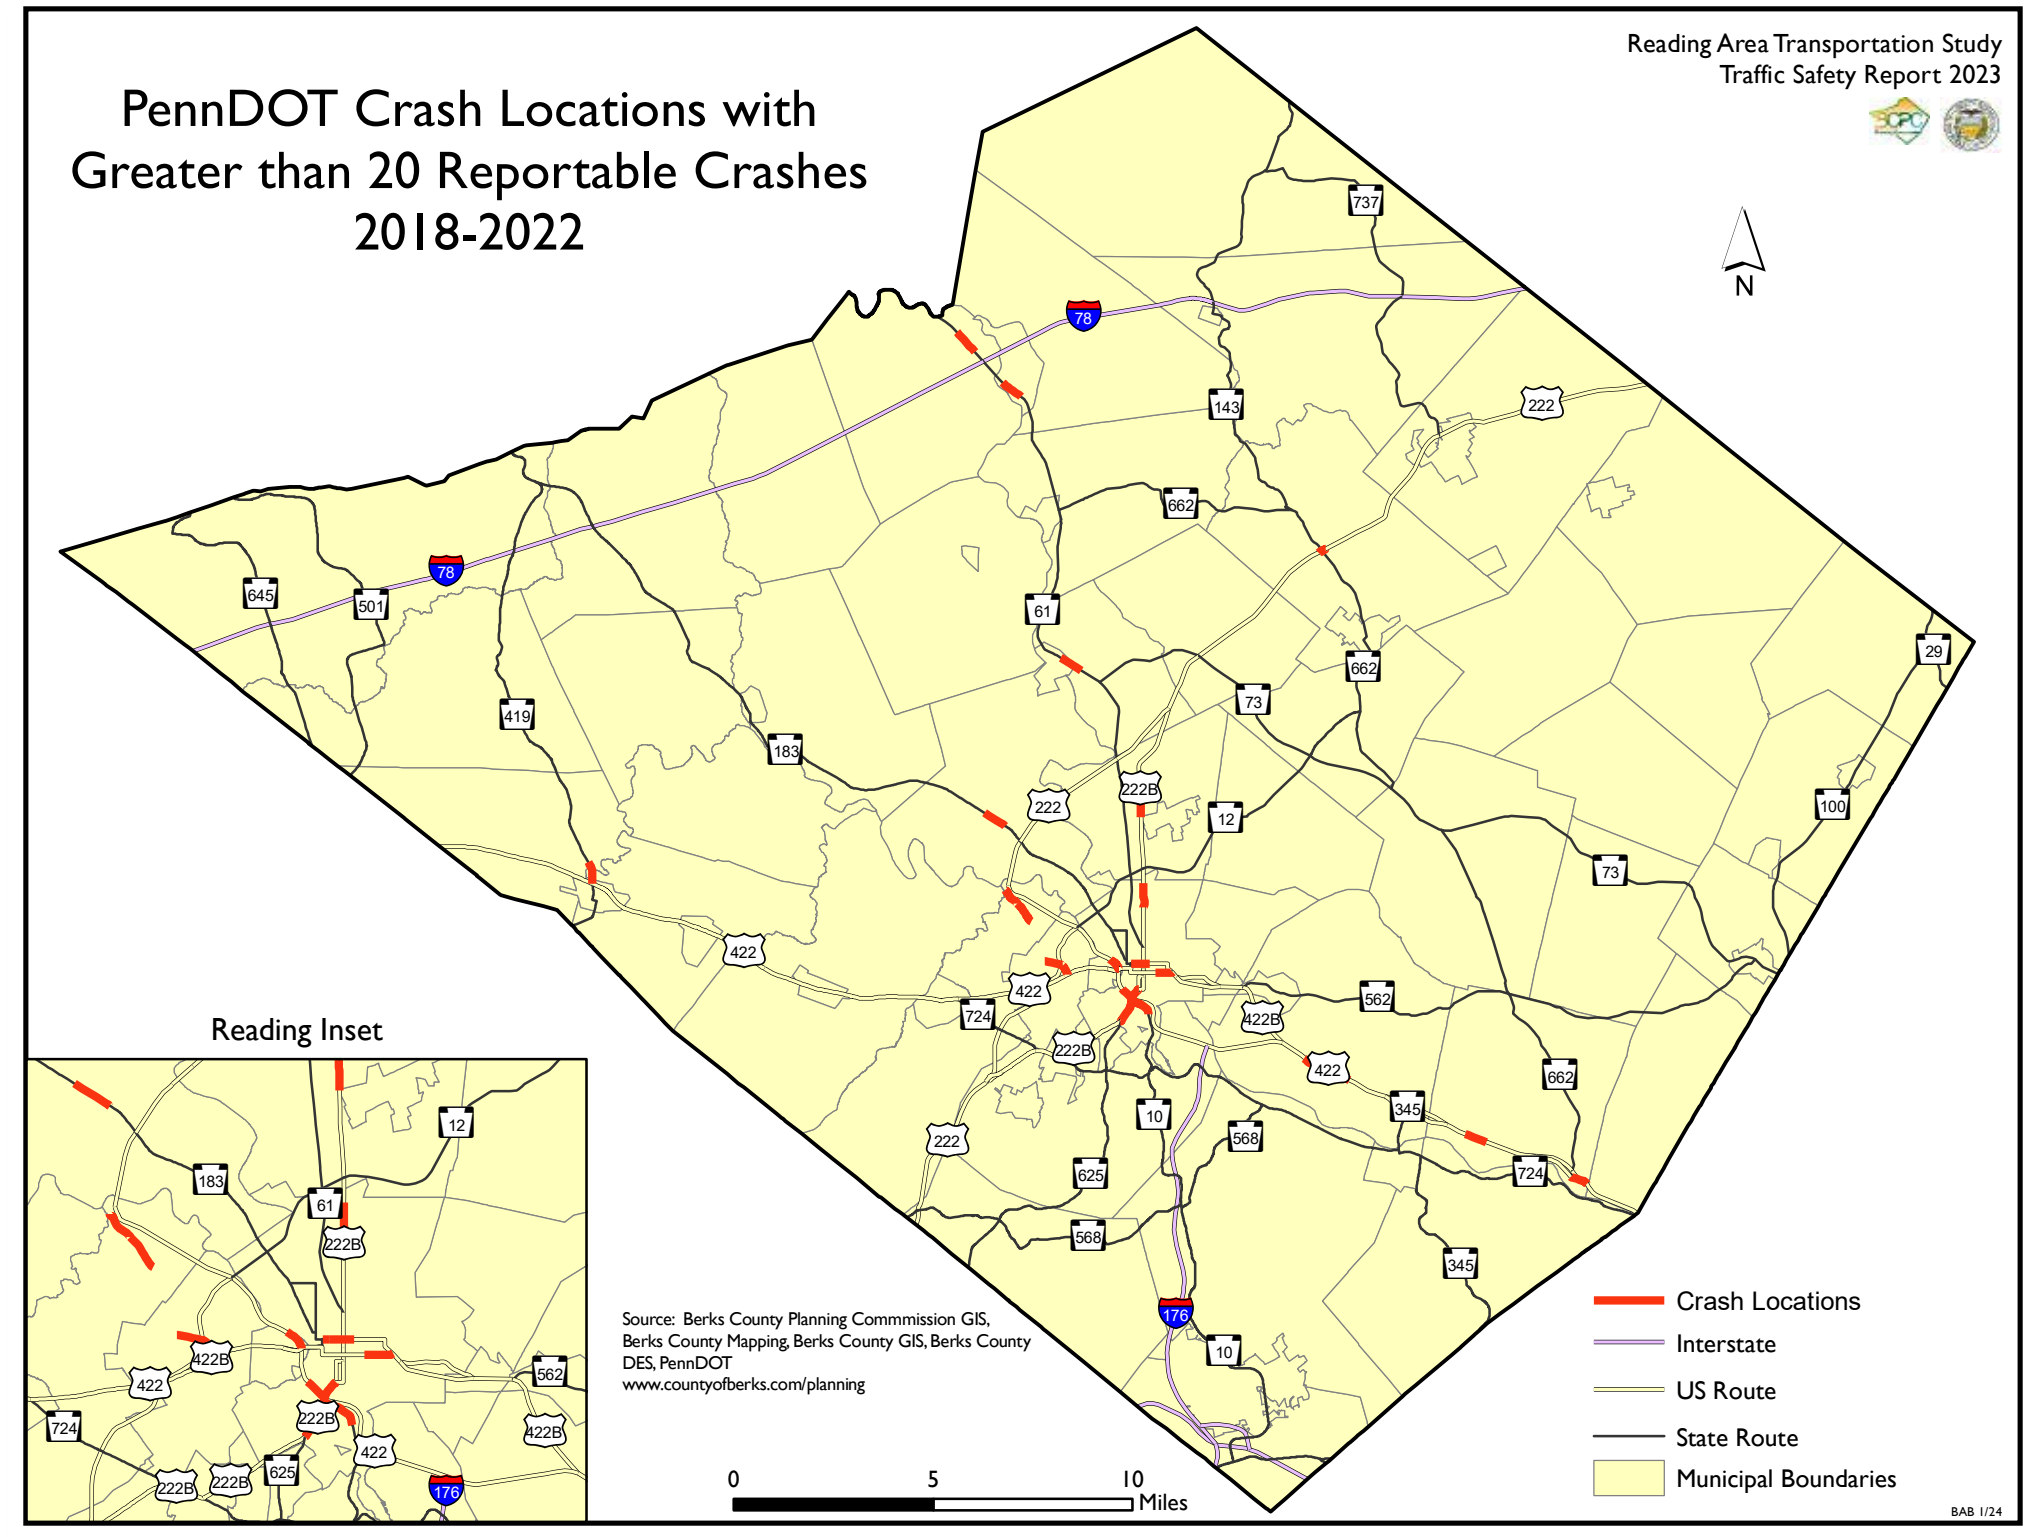 PennDOT Crash Locations with
Greater than 20 Reportable Crashes
2018-2022
Reading Area Transportation Study
Traffic Safety Report 2023
BCPC
N
737
78
143
222
662
78
645
501
61
662
29
419
73
183
222
222B
12
100
73
422
422
724
562
422B
222B
422
662
345
10
568
222
625
724
568
345
176
10
Reading Inset
12
183
61
222B
422B
422
562
724
222B
422B
422
625
222B
222B
176
Source: Berks County Planning Commmission GIS,
Berks County Mapping, Berks County GIS, Berks County
DES, PennDOT
www.countyofberks.com/planning
0 5 10
Miles
Crash Locations
Interstate
US Route
State Route
Municipal Boundaries
BAB 1/24